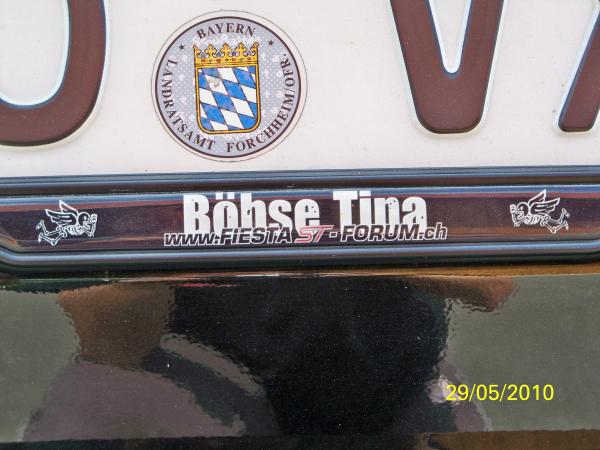 BAYERN
LANDRATSAMT FORCHHEIM/OFR.
Böhse Tina
www.FIESTA ST-FORUM.ch
29/05/2010